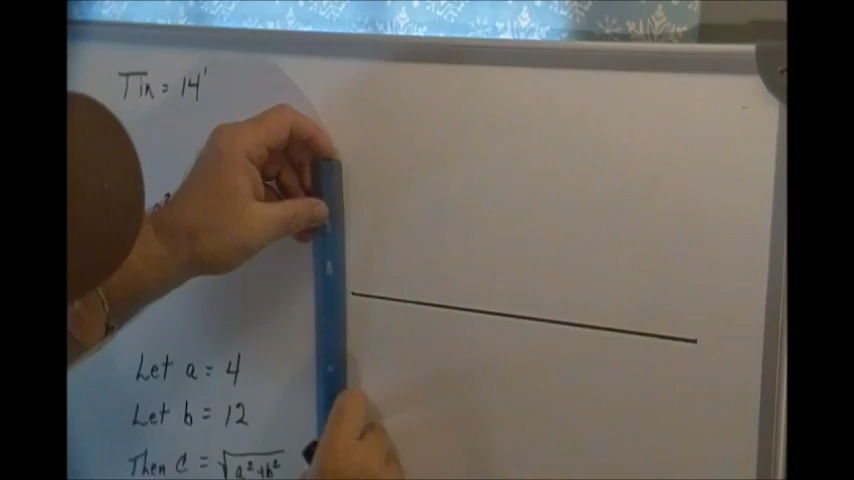 Tin = 14'
Let a = 4
Let b = 12
Then C = √a²+b²